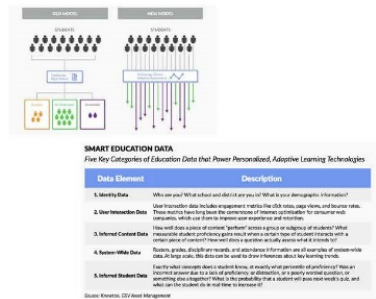 OLD MODEL
NEW MODEL
STUDENTS
STUDENTS
SMART EDUCATION DATA
Five Key Categories of Education Data that Power Personalized, Adaptive Learning Technologies
Data Element
Description
1. Identity Data
Who are you? What school and district are you in? What is your demographic information?
2. User Interaction Data
User interaction data includes engagement metrics like click rates, page views, and bounce rates.
These metrics have long been the cornerstones of internet optimization for consumer web
companies, which use them to improve user experience and retention.
3. Inferred Content Data
How well does a piece of content "perform" across a group or subgroup of students? What
measurable student proficiency gains result when a certain type of student interacts with a
certain piece of content? How well does a question actually assess what it intends to?
4. System-Wide Data
Rosters, grades, disciplinary records, and attendance information are all examples of system-wide
data. At large scale, this data can be used to draw inferences about key learning trends.
5. Inferred Student Data
Exactly what concepts does a student know, at exactly what percentile of proficiency? Was an
incorrect answer due to a lack of proficiency, or distraction, or a poorly worded question, or
something else altogether? What is the probability that a student will pass next week's quiz, and
what can the student do in real-time to increase it?
Source: Knewton, GSV Asset Management